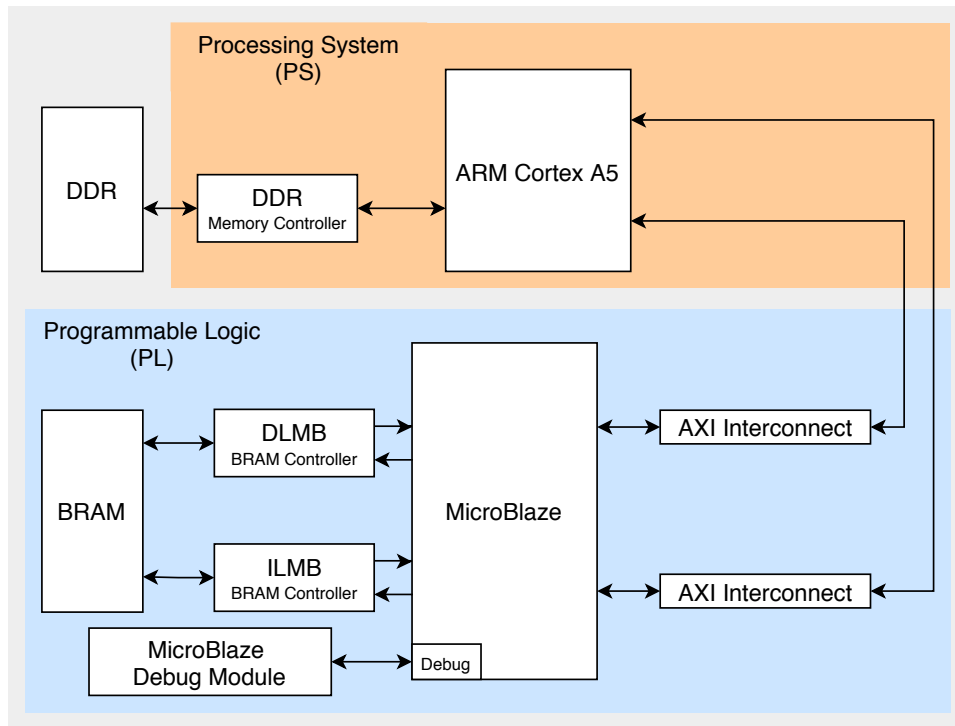 Processing System
(PS)
DDR
DDR
Memory Controller
ARM Cortex A5
Programmable Logic
(PL)
BRAM
DLMB
BRAM Controller
ILMB
BRAM Controller
MicroBlaze
Debug Module
MicroBlaze
Debug
AXI Interconnect
AXI Interconnect